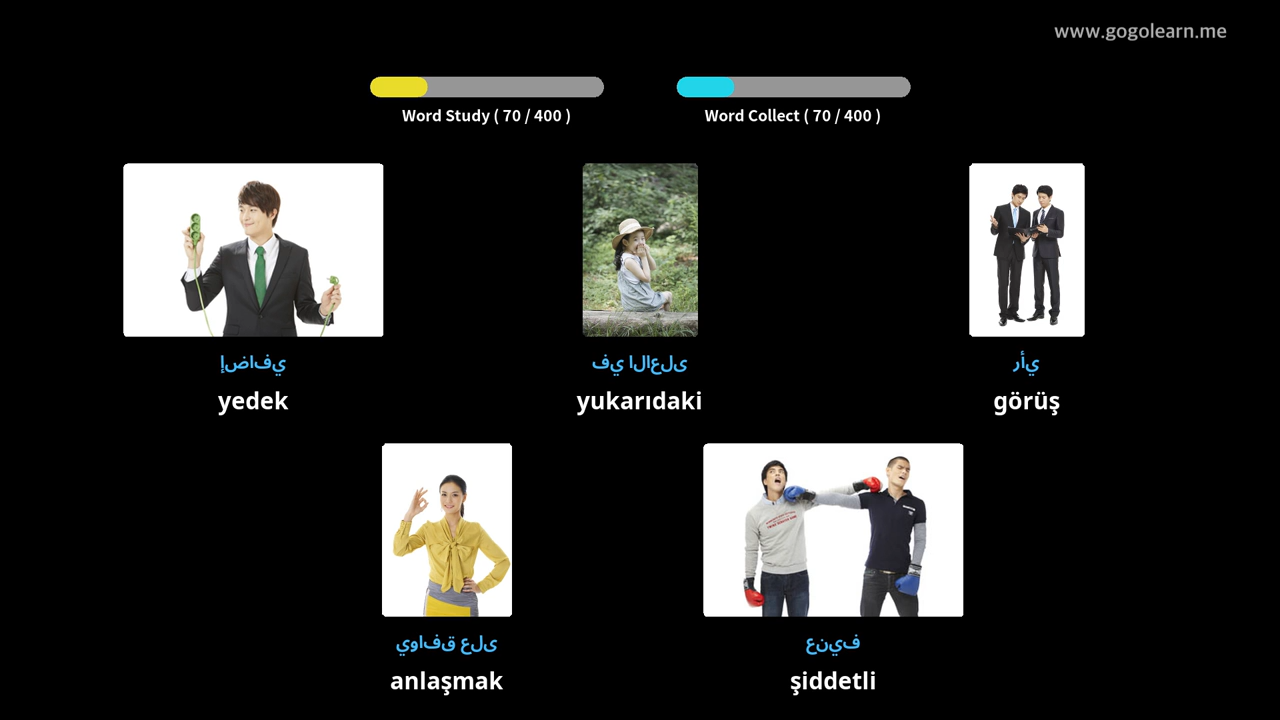 www.gogolearn.me
Word Study ( 70 / 400 )
Word Collect ( 70 / 400 )
إضافي
yedek
في الاعلى
yukarıdaki
رأي
görüş
يوافق على
anlaşmak
عنيف
şiddetli